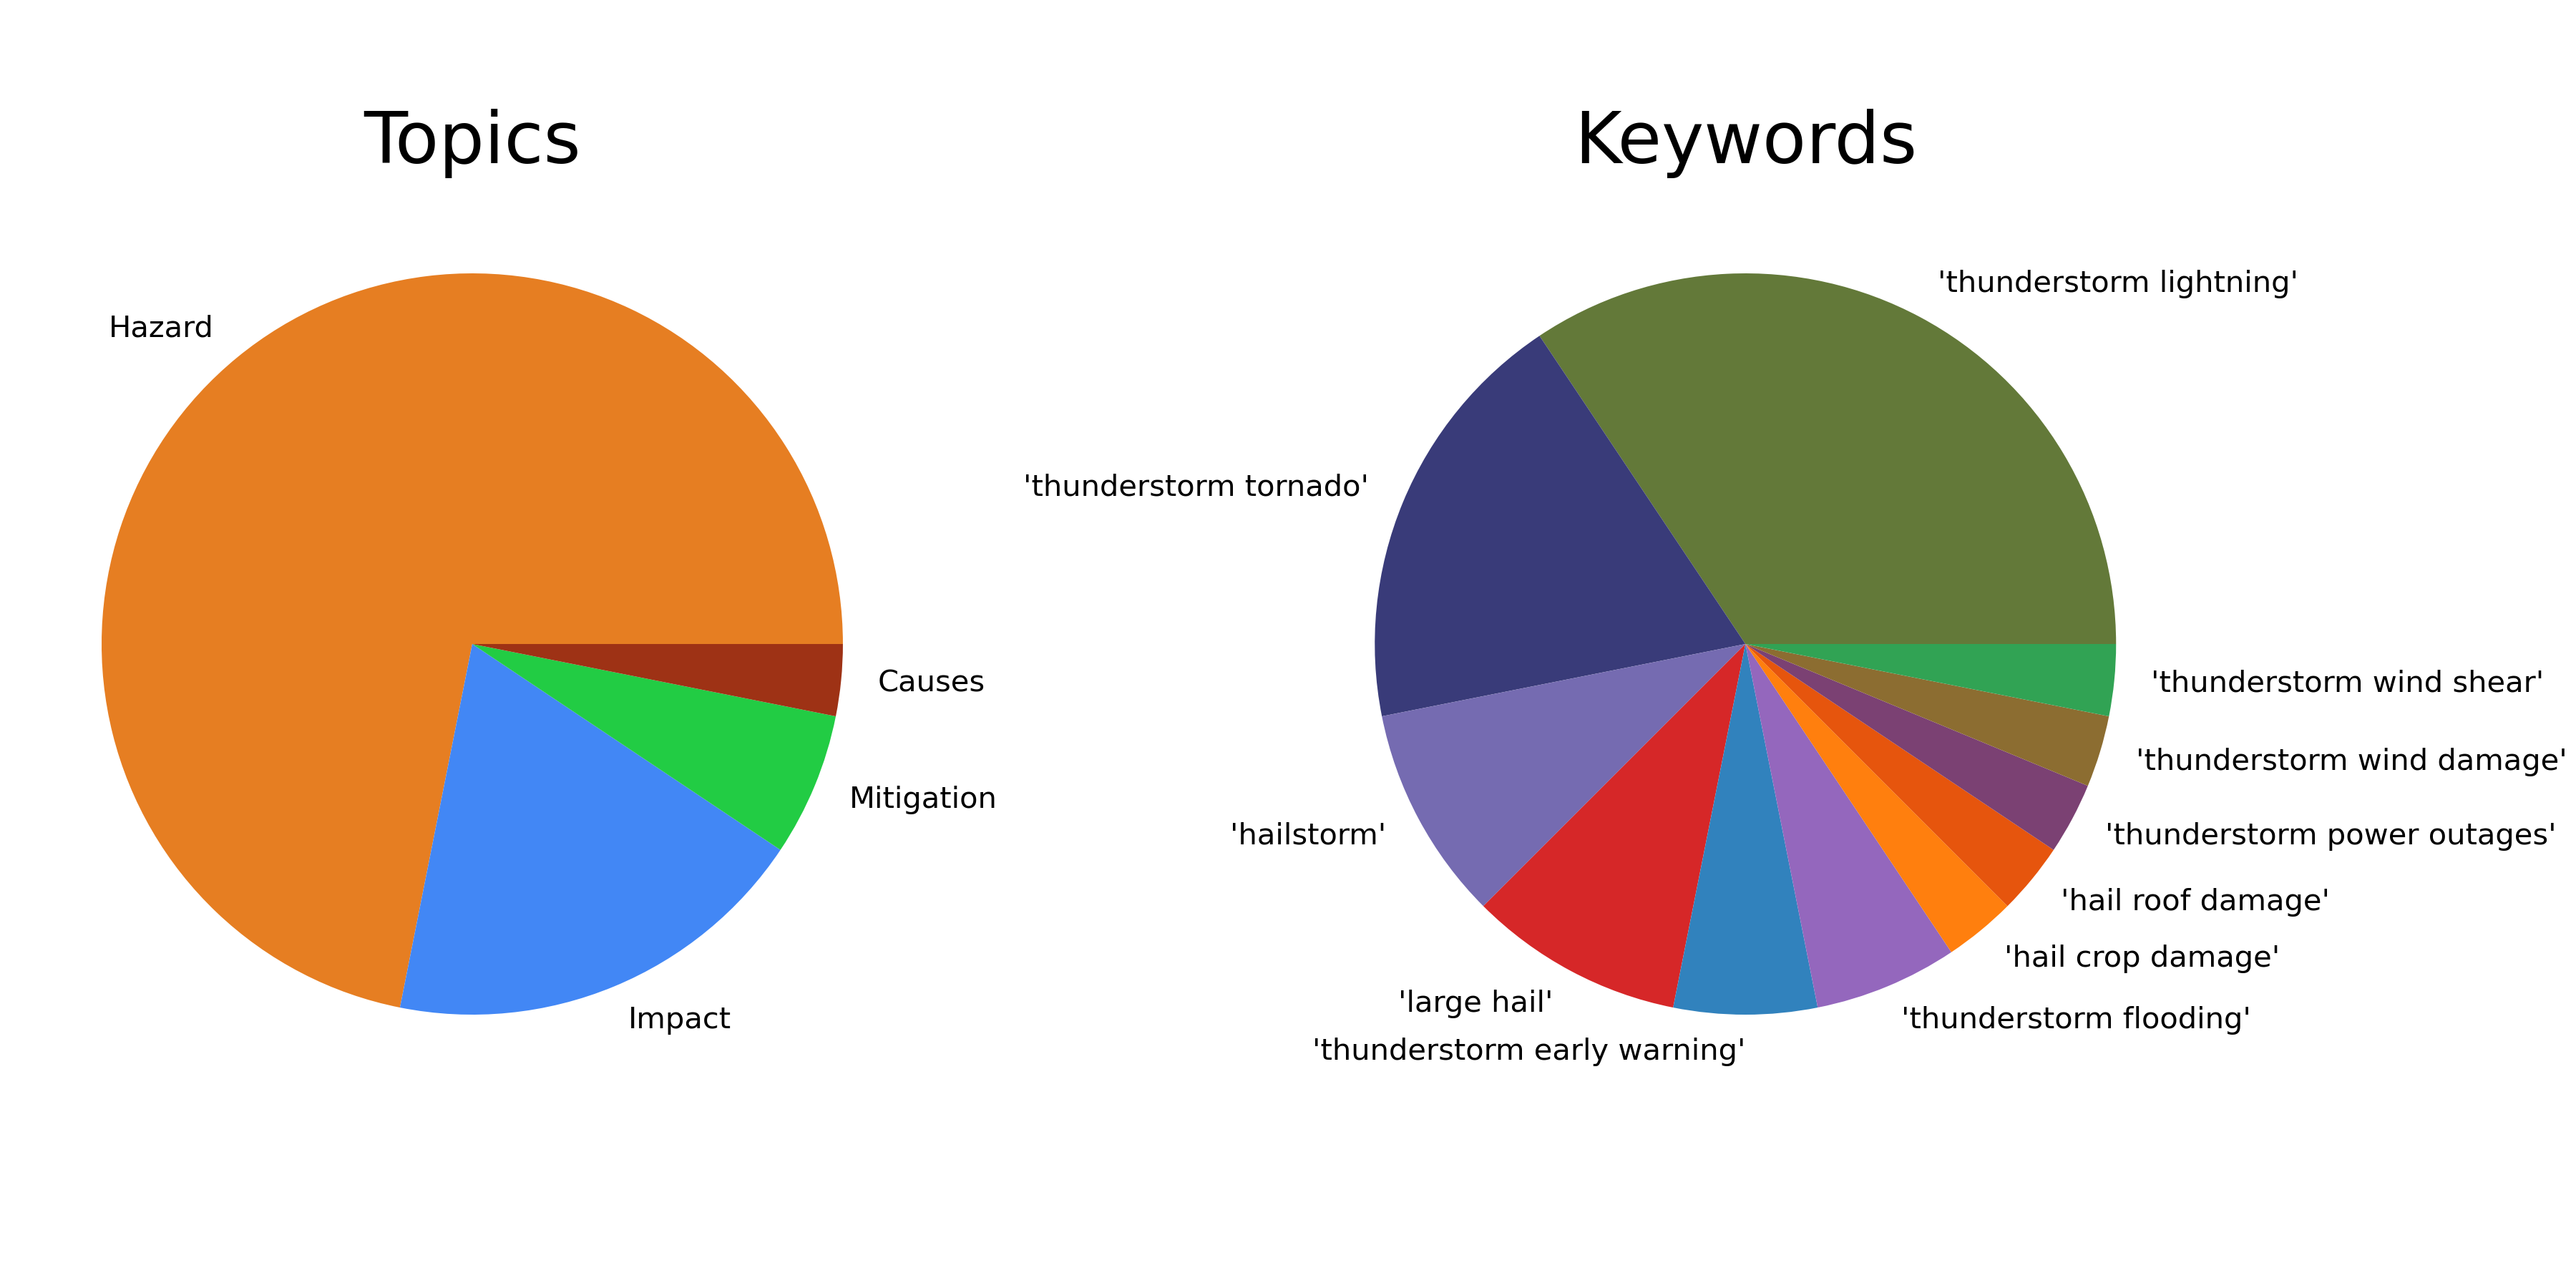 Topics
Hazard
Causes
Mitigation
Impact
Keywords
'thunderstorm lightning'
'thunderstorm tornado'
'hailstorm'
'large hail'
'thunderstorm early warning'
'thunderstorm flooding'
'hail crop damage'
'hail roof damage'
'thunderstorm power outages'
'thunderstorm wind damage'
'thunderstorm wind shear'